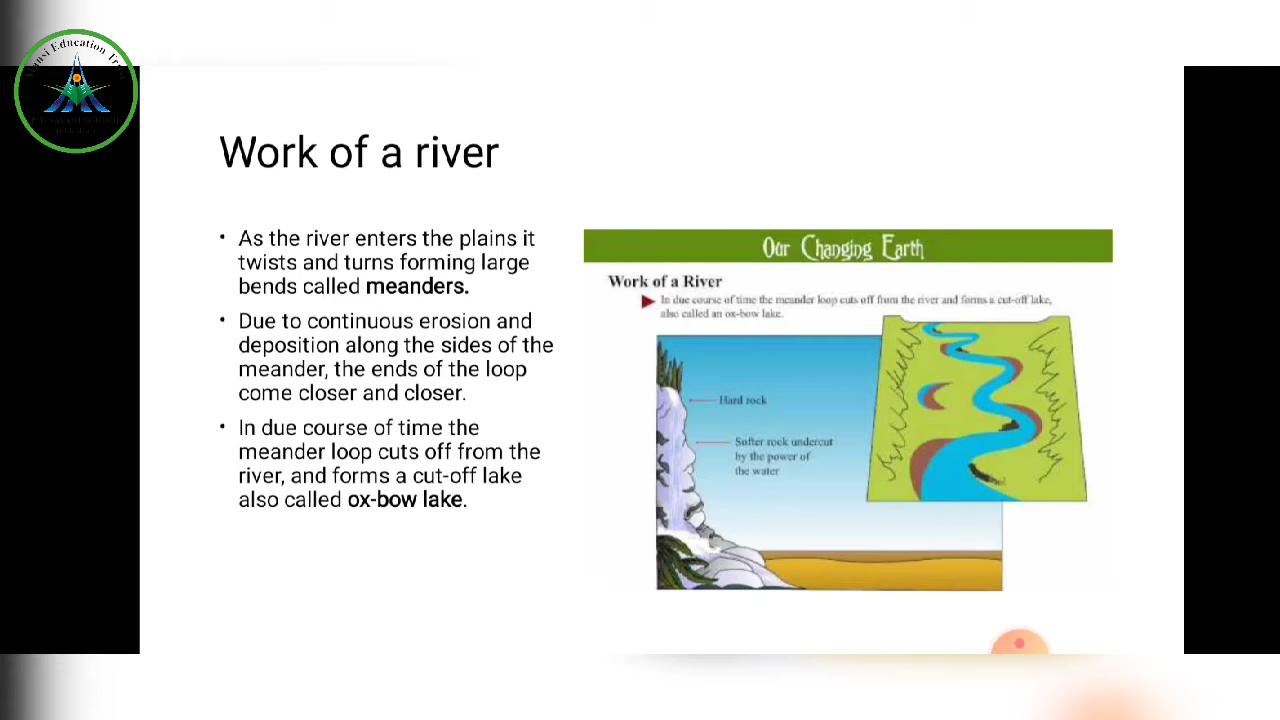 Education
Work of a river
• As the river enters the plains it
twists and turns forming large
bends called meanders.
• Due to continuous erosion and
deposition along the sides of the
meander, the ends of the loop
come closer and closer.
• In due course of time the
meander loop cuts off from the
river, and forms a cut-off lake
also called ox-bow lake.
Our Changing Earth
Work of a River
In due course of time the meander loop cuts off from the river and forms a cut-off lake,
also called an ox-bow lake.
Hard rock
Softer rock undercut
by the power of
the water